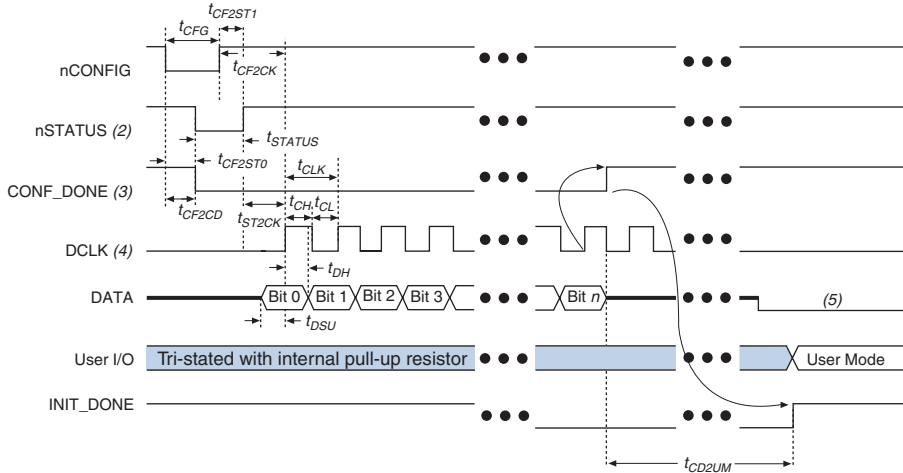 tCF2ST1
tCFG
nCONFIG
tCF2CK
nSTATUS (2)
tSTATUS
tCF2ST0
tCLK
CONF_DONE (3)
tCF2CD
tCH tCL
tST2CK
DCLK (4)
tDH
DATA Bit 0 Bit 1 Bit 2 Bit 3 Bit n (5)
tDSU
User I/O Tri-stated with internal pull-up resistor User Mode
INIT_DONE
tCD2UM